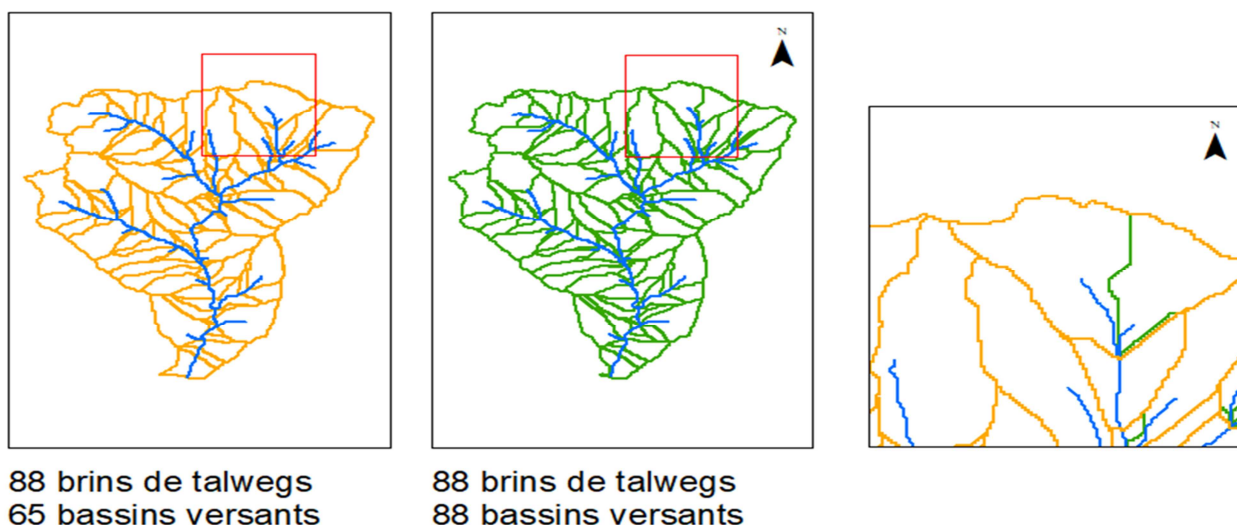 N
N
88 brins de talwegs
65 bassins versants
88 brins de talwegs
88 bassins versants